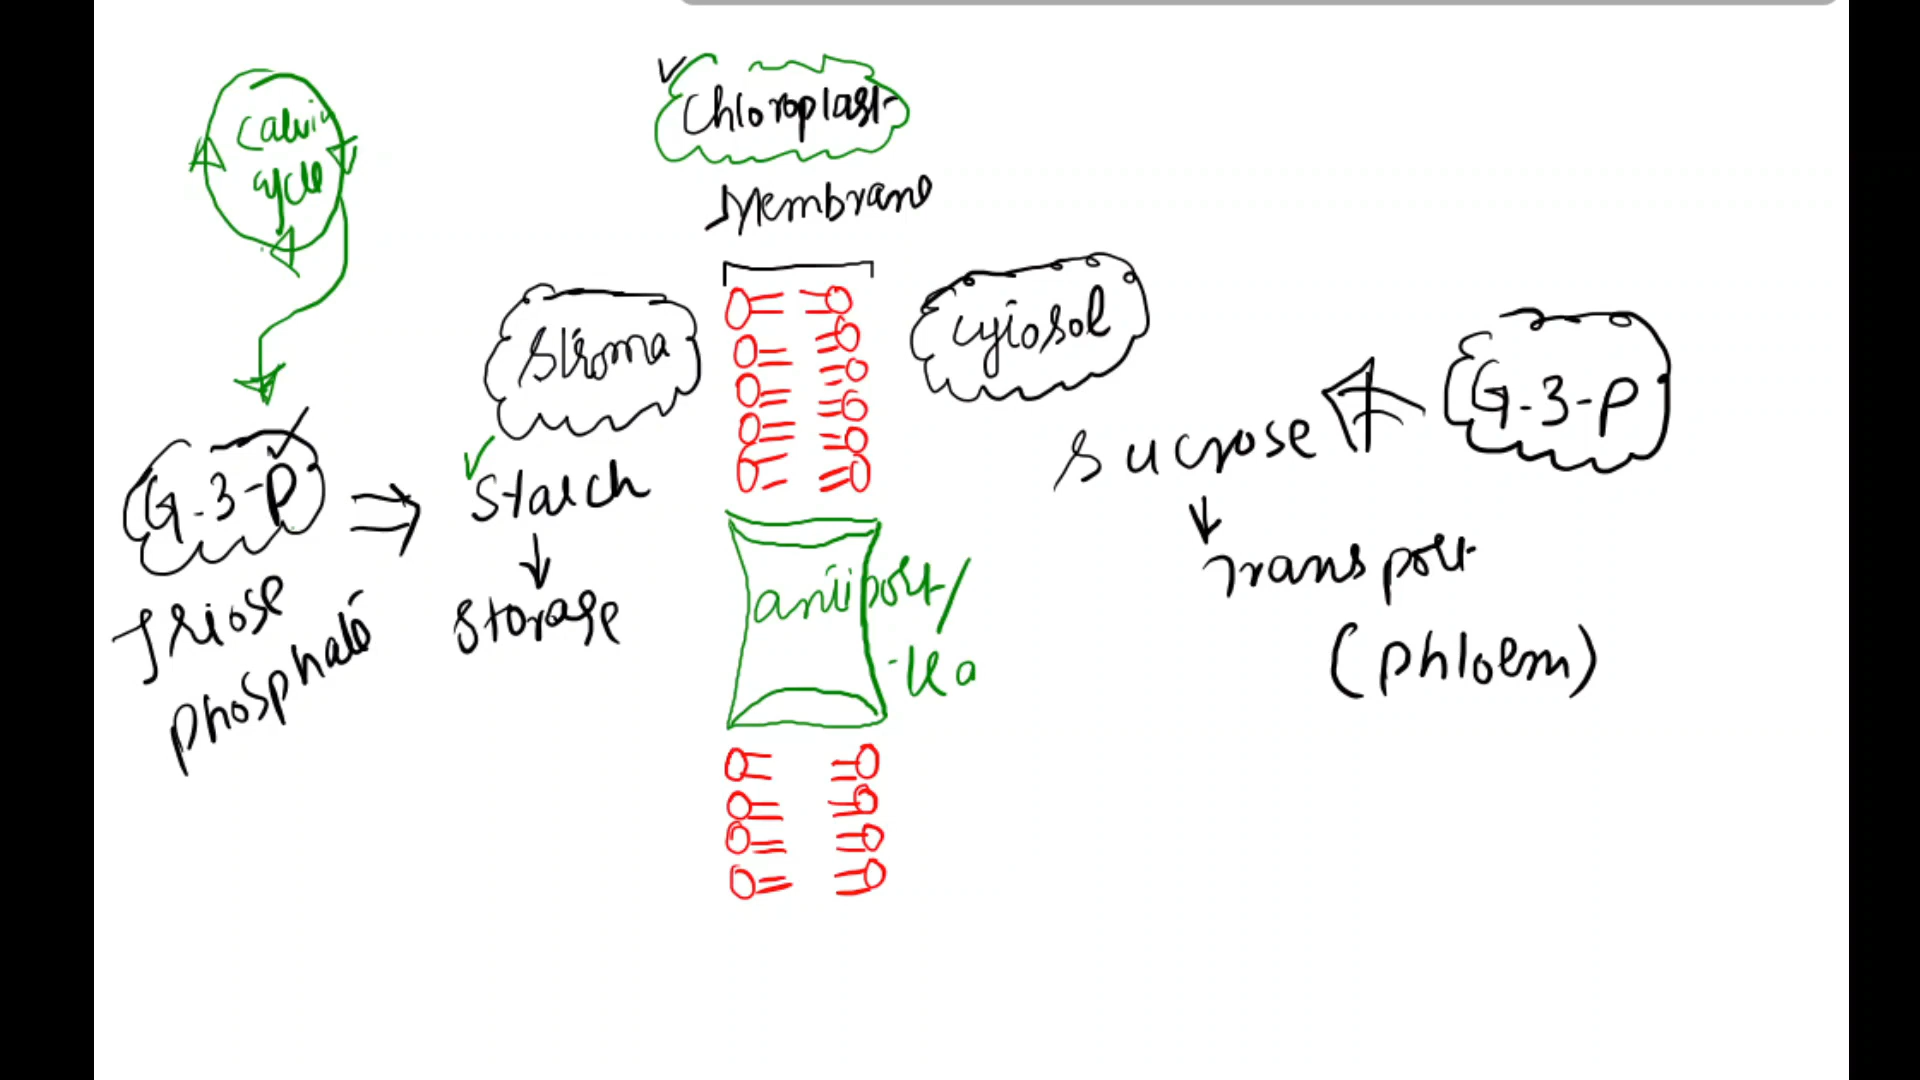 Calvin
cycle
Chloroplast
Membrane
Stroma
Cytosol
G-3-P
Starch
Storage
Triose
phosphate
antiport/
G-3-P
Sucrose
Transport
(phloem)